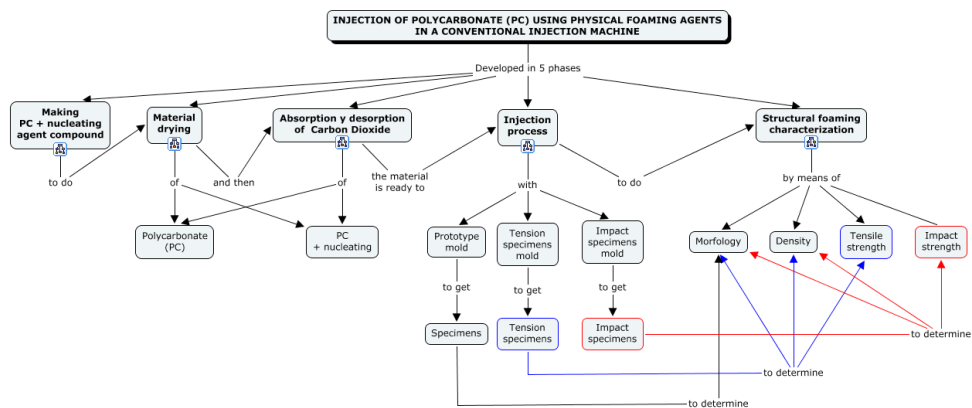 INJECTION OF POLYCARBONATE (PC) USING PHYSICAL FOAMING AGENTS
IN A CONVENTIONAL INJECTION MACHINE
Developed in 5 phases
Making
PC + nucleating
agent compound
Material
drying
Absorption y desorption
of Carbon Dioxide
Injection
process
Structural foaming
characterization
to do
of
and then
of
the material
is ready to
with
to do
by means of
Polycarbonate
(PC)
PC
+ nucleating
Prototype
mold
Tension
specimens
mold
Impact
specimens
mold
Morfology
Density
Tensile
strength
Impact
strength
to get
to get
to get
Specimens
Tension
specimens
Impact
specimens
to determine
to determine
to determine